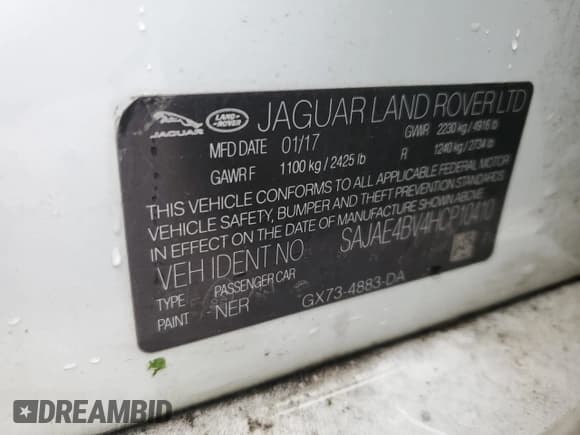 JAGUAR LAND-ROVER JAGUAR LAND ROVER LTD
MFD DATE 01/17 GVWR 2230 kg / 4916 lb
GAWR F 1100 kg / 2425 lb R 1240 kg / 2734 lb
THIS VEHICLE CONFORMS TO ALL APPLICABLE FEDERAL MOTOR
VEHICLE SAFETY, BUMPER AND THEFT PREVENTION STANDARDS
IN EFFECT ON THE DATE OF MANUFACTURE SHOWN ABOVE.
VEH IDENT NO SAJAE4BV4HCP10410
TYPE PASSENGER CAR
PAINT NER GX73-4883-DA
DREAMBID